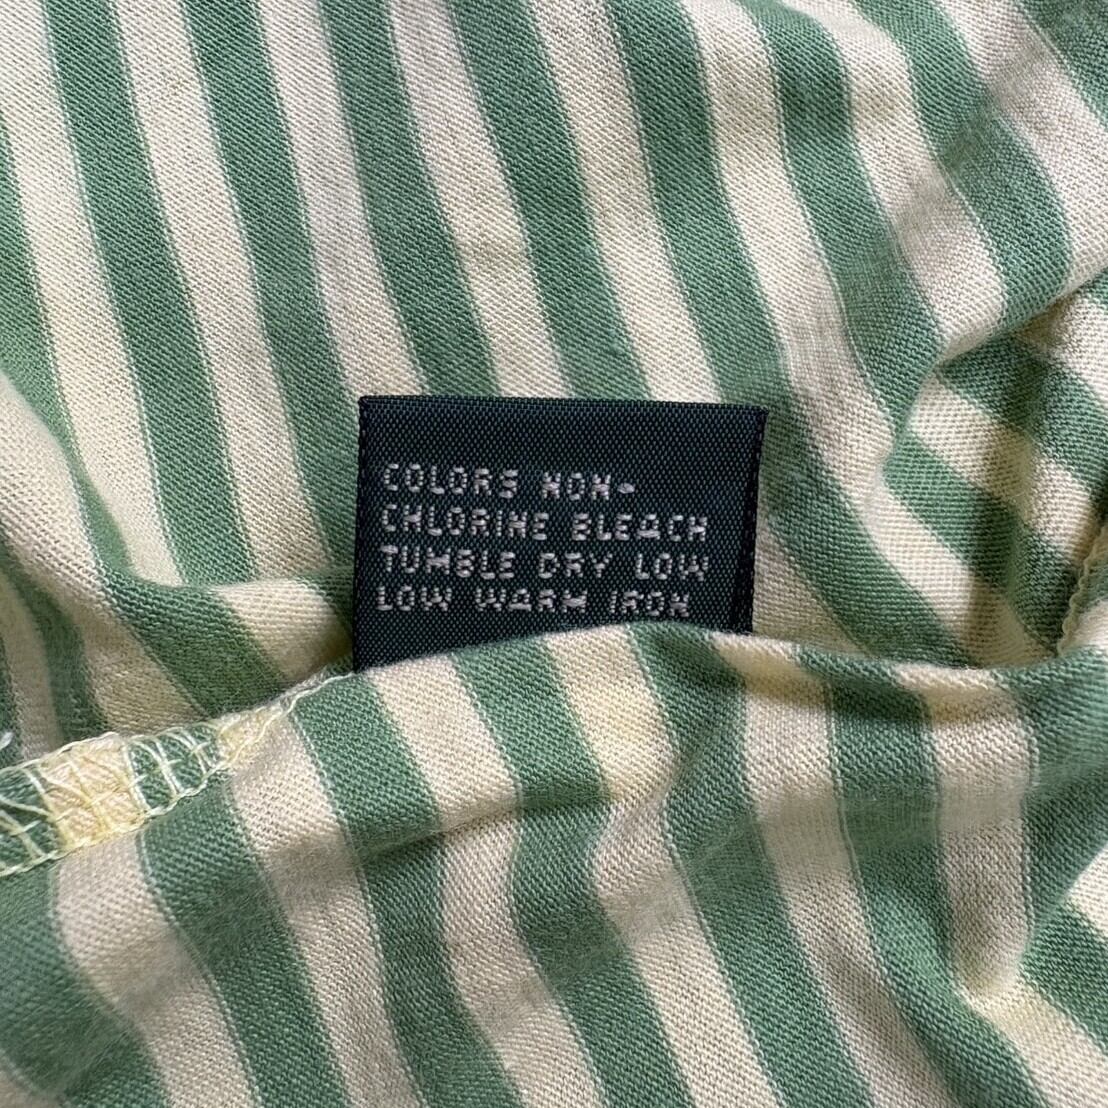 COLORS NON-
CHLORINE BLEACH
TUMBLE DRY LOW
LOW WARM IRON